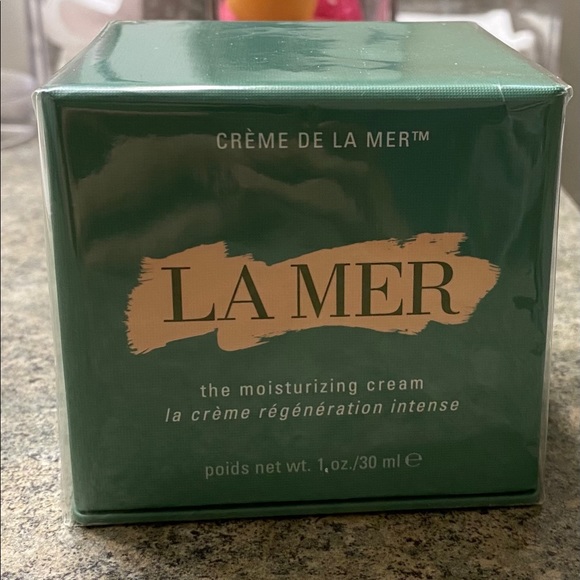 CRÈME DE LA MER™
LA MER
the moisturizing cream
la crème régénération intense
poids net wt. 1.oz./30 ml ℮